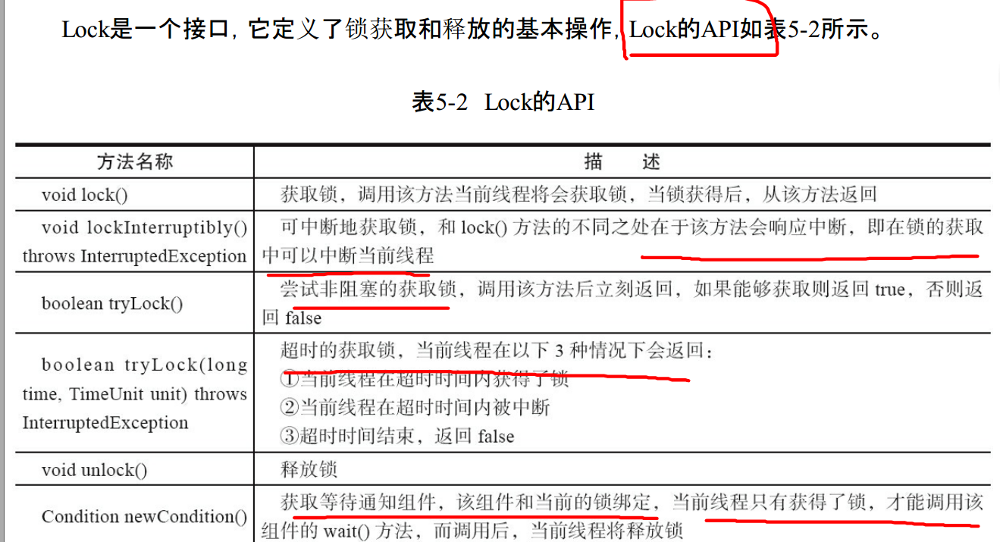 Lock是一个接口，它定义了锁获取和释放的基本操作，Lock的API如表5-2所示。
表5-2 Lock的API
方法名称 描 述
void lock() 获取锁，调用该方法当前线程将会获取锁，当锁获得后，从该方法返回
void lockInterruptibly() 可中断地获取锁，和 lock() 方法的不同之处在于该方法会响应中断，即在锁的获取
throws InterruptedException 中可以中断当前线程
boolean tryLock() 尝试非阻塞的获取锁，调用该方法后立刻返回，如果能够获取则返回 true，否则返
回 false
boolean tryLock(long
time, TimeUnit unit) throws
InterruptedException
超时的获取锁，当前线程在以下 3 种情况下会返回：
①当前线程在超时时间内获得了锁
②当前线程在超时时间内被中断
③超时时间结束，返回 false
void unlock() 释放锁
Condition newCondition() 获取等待通知组件，该组件和当前的锁绑定，当前线程只有获得了锁，才能调用该
组件的 wait() 方法，而调用后，当前线程将释放锁